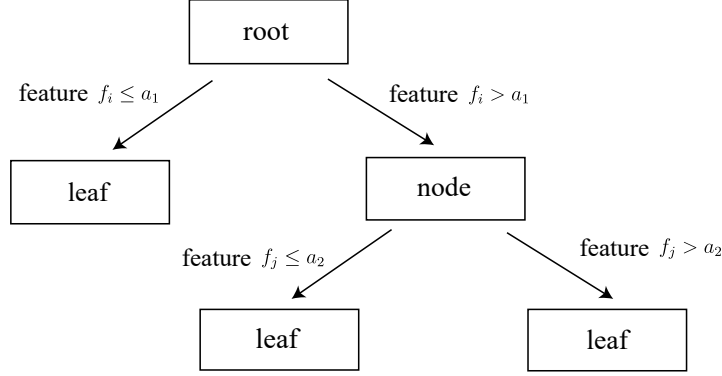 root
feature f_i ≤ a_1
feature f_i > a_1
leaf
node
feature f_j ≤ a_2
feature f_j > a_2
leaf
leaf